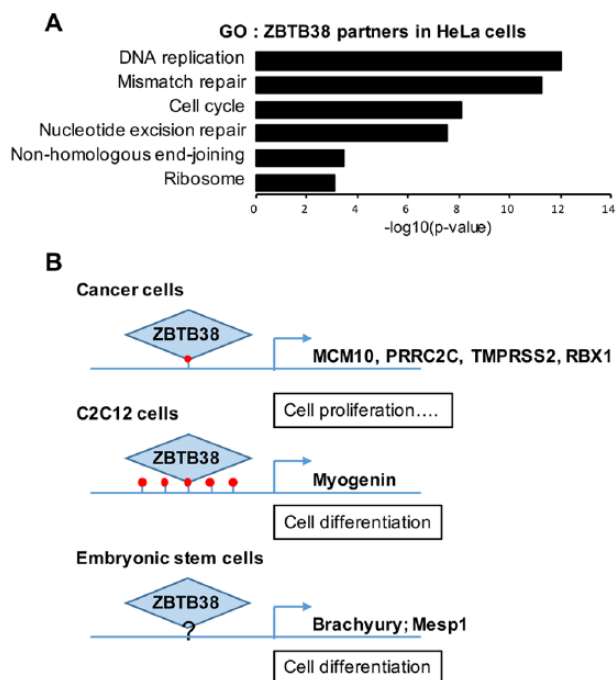 A
GO : ZBTB38 partners in HeLa cells
DNA replication
Mismatch repair
Cell cycle
Nucleotide excision repair
Non-homologous end-joining
Ribosome
0 2 4 6 8 10 12 14
-log10(p-value)
B
Cancer cells
ZBTB38
MCM10, PRRC2C, TMPRSS2, RBX1
Cell proliferation....
C2C12 cells
ZBTB38
Myogenin
Cell differentiation
Embryonic stem cells
ZBTB38
?
Brachyury; Mesp1
Cell differentiation